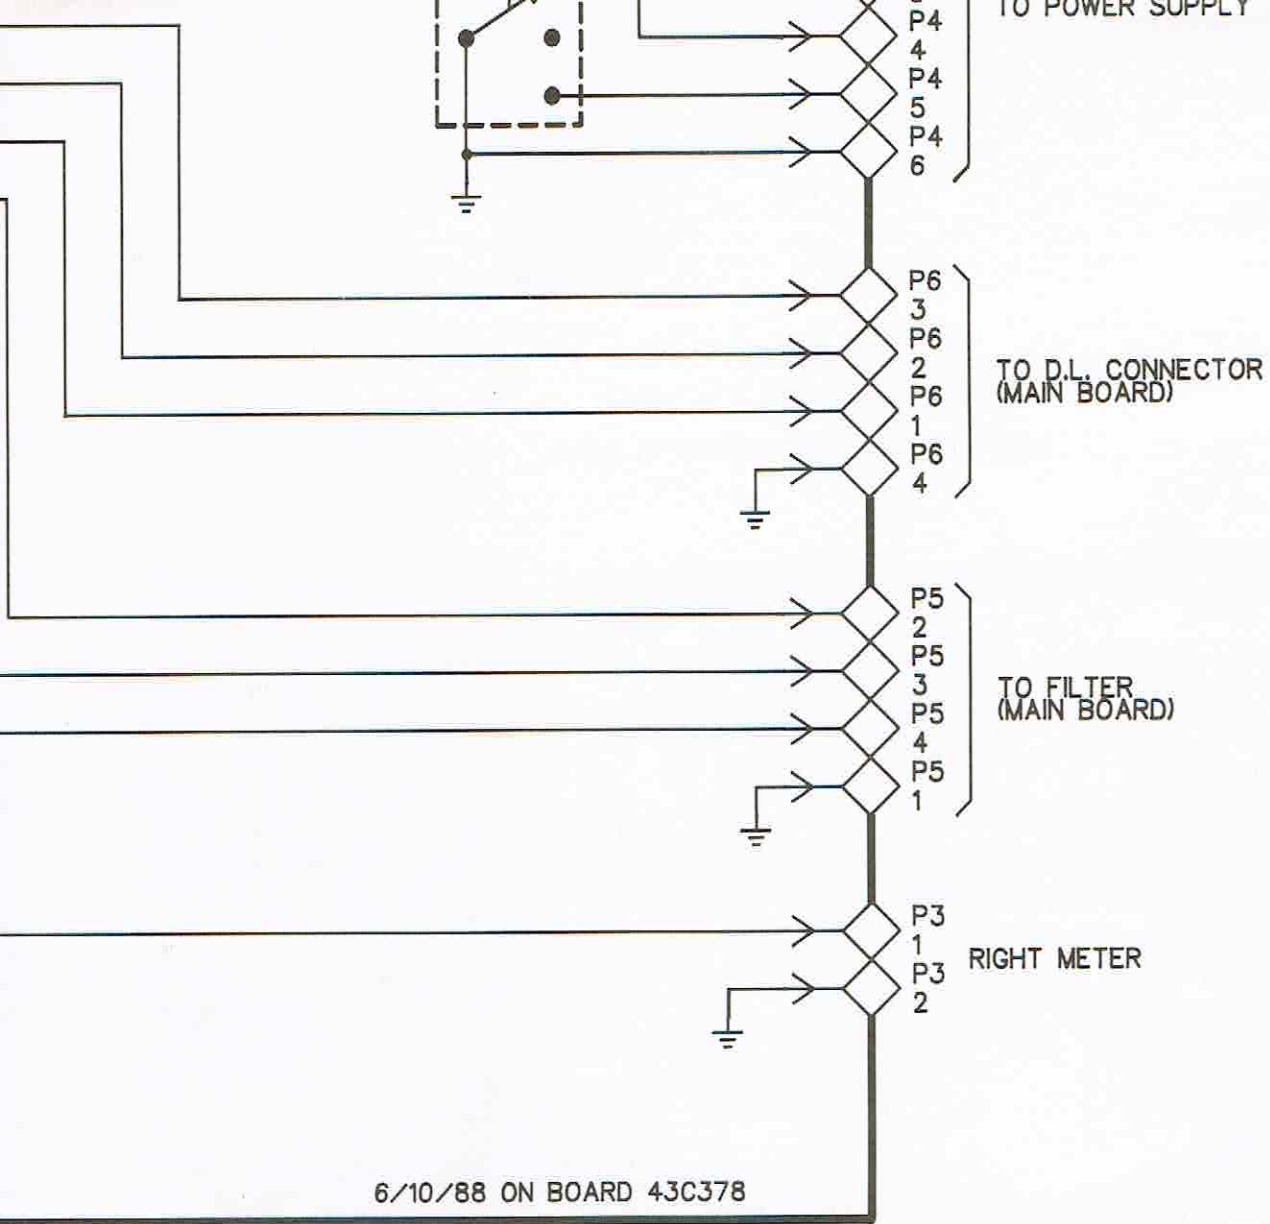 TO POWER SUPPLY
P4
4
P4
5
P4
6
P6
3
P6
2
TO D.L. CONNECTOR
(MAIN BOARD)
P6
1
P6
4
P5
2
P5
3
TO FILTER
(MAIN BOARD)
P5
4
P5
1
P3
1
RIGHT METER
P3
2
6/10/88 ON BOARD 43C378